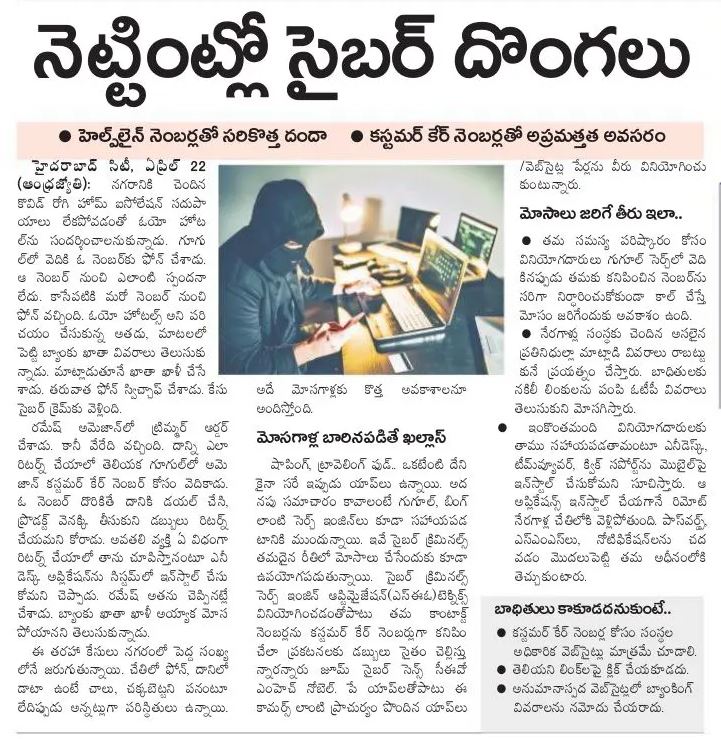 నెట్టింట్లో సైబర్ దొంగలు
● హెల్ప్‌లైన్ నెంబర్లతో సరికొత్త దందా ● కస్టమర్ కేర్ నెంబర్లతో అప్రమత్తత అవసరం
హైదరాబాద్ సిటీ, ఏప్రిల్ 22
(ఆంధ్రజ్యోతి): నగరానికి చెందిన
కొవిడ్ రోగి హోమ్ ఐసోలేషన్ సదుపా
యాలు లేకపోవడంతో ఓయో హోట
ల్‌ను సందర్శించాలనుకున్నాడు. గూగు
ల్‌లో వెదికి ఓ నెంబర్‌కు ఫోన్ చేశాడు.
ఆ నెంబర్ నుంచి ఎలాంటి స్పందనా
లేదు. కాసేపటికి మరో నెంబర్ నుంచి
ఫోన్ వచ్చింది. ఓయో హోటల్స్ అని పరి
చయం చేసుకున్న అతడు, మాటలలో
పెట్టి బ్యాంకు ఖాతా వివరాలు తెలుసుకు
న్నాడు. మాట్లాడుతూనే ఖాతా ఖాళీ చేసే
శాడు. తరువాత ఫోన్ స్విచ్చాఫ్ చేశాడు. కేసు
సైబర్ క్రైమ్‌కు వెళ్లింది.
రమేష్ అమెజాన్‌లో ట్రిమ్మర్ ఆర్డర్
చేశాడు. కానీ వేరేది వచ్చింది. దాన్ని ఎలా
రిటర్న్ చేయాలో తెలియక గూగుల్‌లో అమె
జాన్ కస్టమర్ కేర్ నెంబర్ కోసం వెదికాడు.
ఓ నెంబర్ దొరికితే దానికి డయల్ చేసి,
ప్రొడక్ట్ వెనక్కి తీసుకుని డబ్బులు రిటర్న్
చేయమని కోరాడు. అవతలి వ్యక్తి ఏ విధంగా
రిటర్న్ చేయాలో తాను చూపిస్తానంటూ ఎనీ
డెస్క్ అప్లికేషన్‌ను సిస్టమ్‌లో ఇన్‌స్టాల్ చేసు
కోమని చెప్పాడు. రమేష్ అతను చెప్పినట్లే
చేశాడు. బ్యాంకు ఖాతా ఖాళీ అయ్యాక మోస
పోయానని తెలుసుకున్నాడు.
ఈ తరహా కేసులు నగరంలో పెద్ద సంఖ్య
లోనే జరుగుతున్నాయి. చేతిలో ఫోన్, దానిలో
డాటా ఉంటే చాలు, చక్కబెట్టని పనంటూ
లేదిప్పుడు అన్నట్లుగా పరిస్థితులు ఉన్నాయి.
అదే మోసగాళ్లకు కొత్త అవకాశాలనూ
అందిస్తోంది.
మోసగాళ్ల బారినపడితే ఖల్లాస్
షాపింగ్, ట్రావెలింగ్ ఫుడ్.. ఒకటేంటి దేని
కైనా సరే ఇప్పుడు యాప్‌లు ఉన్నాయి. అద
నపు సమాచారం కావాలంటే గుగూల్, బింగ్
లాంటి సెర్చ్ ఇంజిన్‌లు కూడా సహాయపడ
టానికి ముందున్నాయి. ఇవే సైబర్ క్రిమినల్స్
తమదైన రీతిలో మోసాలు చేసేందుకు కూడా
ఉపయోగపడుతున్నాయి. సైబర్ క్రిమినల్స్
సెర్చ్ ఇంజిన్ ఆప్టిమైజేషన్(ఎస్ఈఓ)టెక్నిక్స్
వినియోగించడంతోపాటు తమ కాంటాక్ట్
నెంబర్లను కస్టమర్ కేర్ నెంబర్లుగా కనిపిం
చేలా ప్రకటనలకు డబ్బులు సైతం చెల్లిస్తు
న్నారన్నారు జూమ్ సైబర్ సెన్స్ సీఈవో
ఎంహెచ్ నోబెల్. పే యాప్‌లతోపాటు ఈ
కామర్స్ లాంటి ప్రాచుర్యం పొందిన యాప్‌లు
/వెబ్‌సైట్ల పేర్లను వీరు వినియోగించు
కుంటున్నారు.
మోసాలు జరిగే తీరు ఇలా..
● తమ సమస్య పరిష్కారం కోసం
వినియోగదారులు గుగూల్ సెర్చ్‌లో వెది
కినప్పుడు తమకు కనిపించిన నెంబర్‌ను
సరిగా నిర్ధారించుకోకుండా కాల్ చేస్తే
మోసం జరిగేందుకు అవకాశం ఉంది.
● నేరగాళ్లు సంస్థకు చెందిన అసలైన
ప్రతినిధుల్లా మాట్లాడి వివరాలు రాబట్టు
కునే ప్రయత్నం చేస్తారు. బాధితులకు
నకిలీ లింకులను పంపి ఓటీపీ వివరాలు
తెలుసుకుని మోసగిస్తారు.
● ఇంకొంతమంది వినియోగదారులకు
తాము సహాయపడతామంటూ ఎనీడెస్క్,
టీమ్‌వ్యూవర్, క్విక్ సపోర్ట్‌ను మొబైల్‌పై
ఇన్‌స్టాల్ చేసుకోమని సూచిస్తారు. ఆ
అప్లికేషన్స్ ఇన్‌స్టాల్ చేయగానే రిమోట్
నేరగాళ్ల చేతిలోకి వెళ్లిపోతుంది. పాస్‌వర్డ్స్,
ఎస్ఎంఎస్‌లు, నోటిఫికేషన్‌లను చద
వడం మొదలుపెట్టి తమ అధీనంలోకి
తెచ్చుకుంటారు.
బాధితులు కాకూడదనుకుంటే..
● కస్టమర్ కేర్ నెంబర్ల కోసం సంస్థల
అధికారిక వెబ్‌సైట్లు మాత్రమే చూడాలి.
● తెలియని లింక్‌లపై క్లిక్ చేయకూడదు.
● అనుమానాస్పద వెబ్‌సైట్లలో బ్యాంకింగ్
వివరాలను నమోదు చేయరాదు.